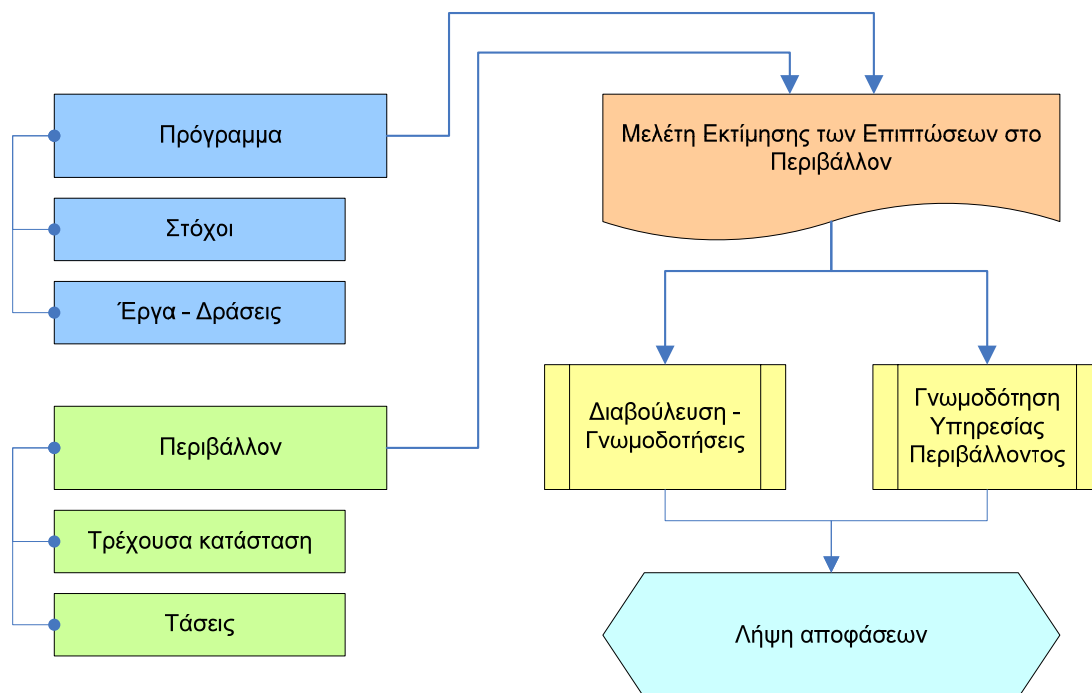 Πρόγραμμα
Στόχοι
Έργα - Δράσεις
Περιβάλλον
Τρέχουσα κατάσταση
Τάσεις
Μελέτη Εκτίμησης των Επιπτώσεων στο
Περιβάλλον
Διαβούλευση -
Γνωμοδοτήσεις
Γνωμοδότηση
Υπηρεσίας
Περιβάλλοντος
Λήψη αποφάσεων